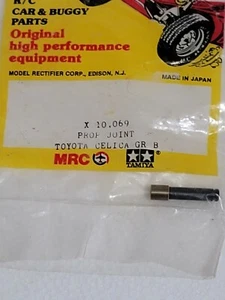 R/C
CAR & BUGGY
PARTS
Original
high performance
equipment
MODEL RECTIFIER CORP., EDISON, N.J.
MADE IN JAPAN
X 10.069
PROP JOINT
TOYOTA CELICA GR B
MRC
TAMIYA